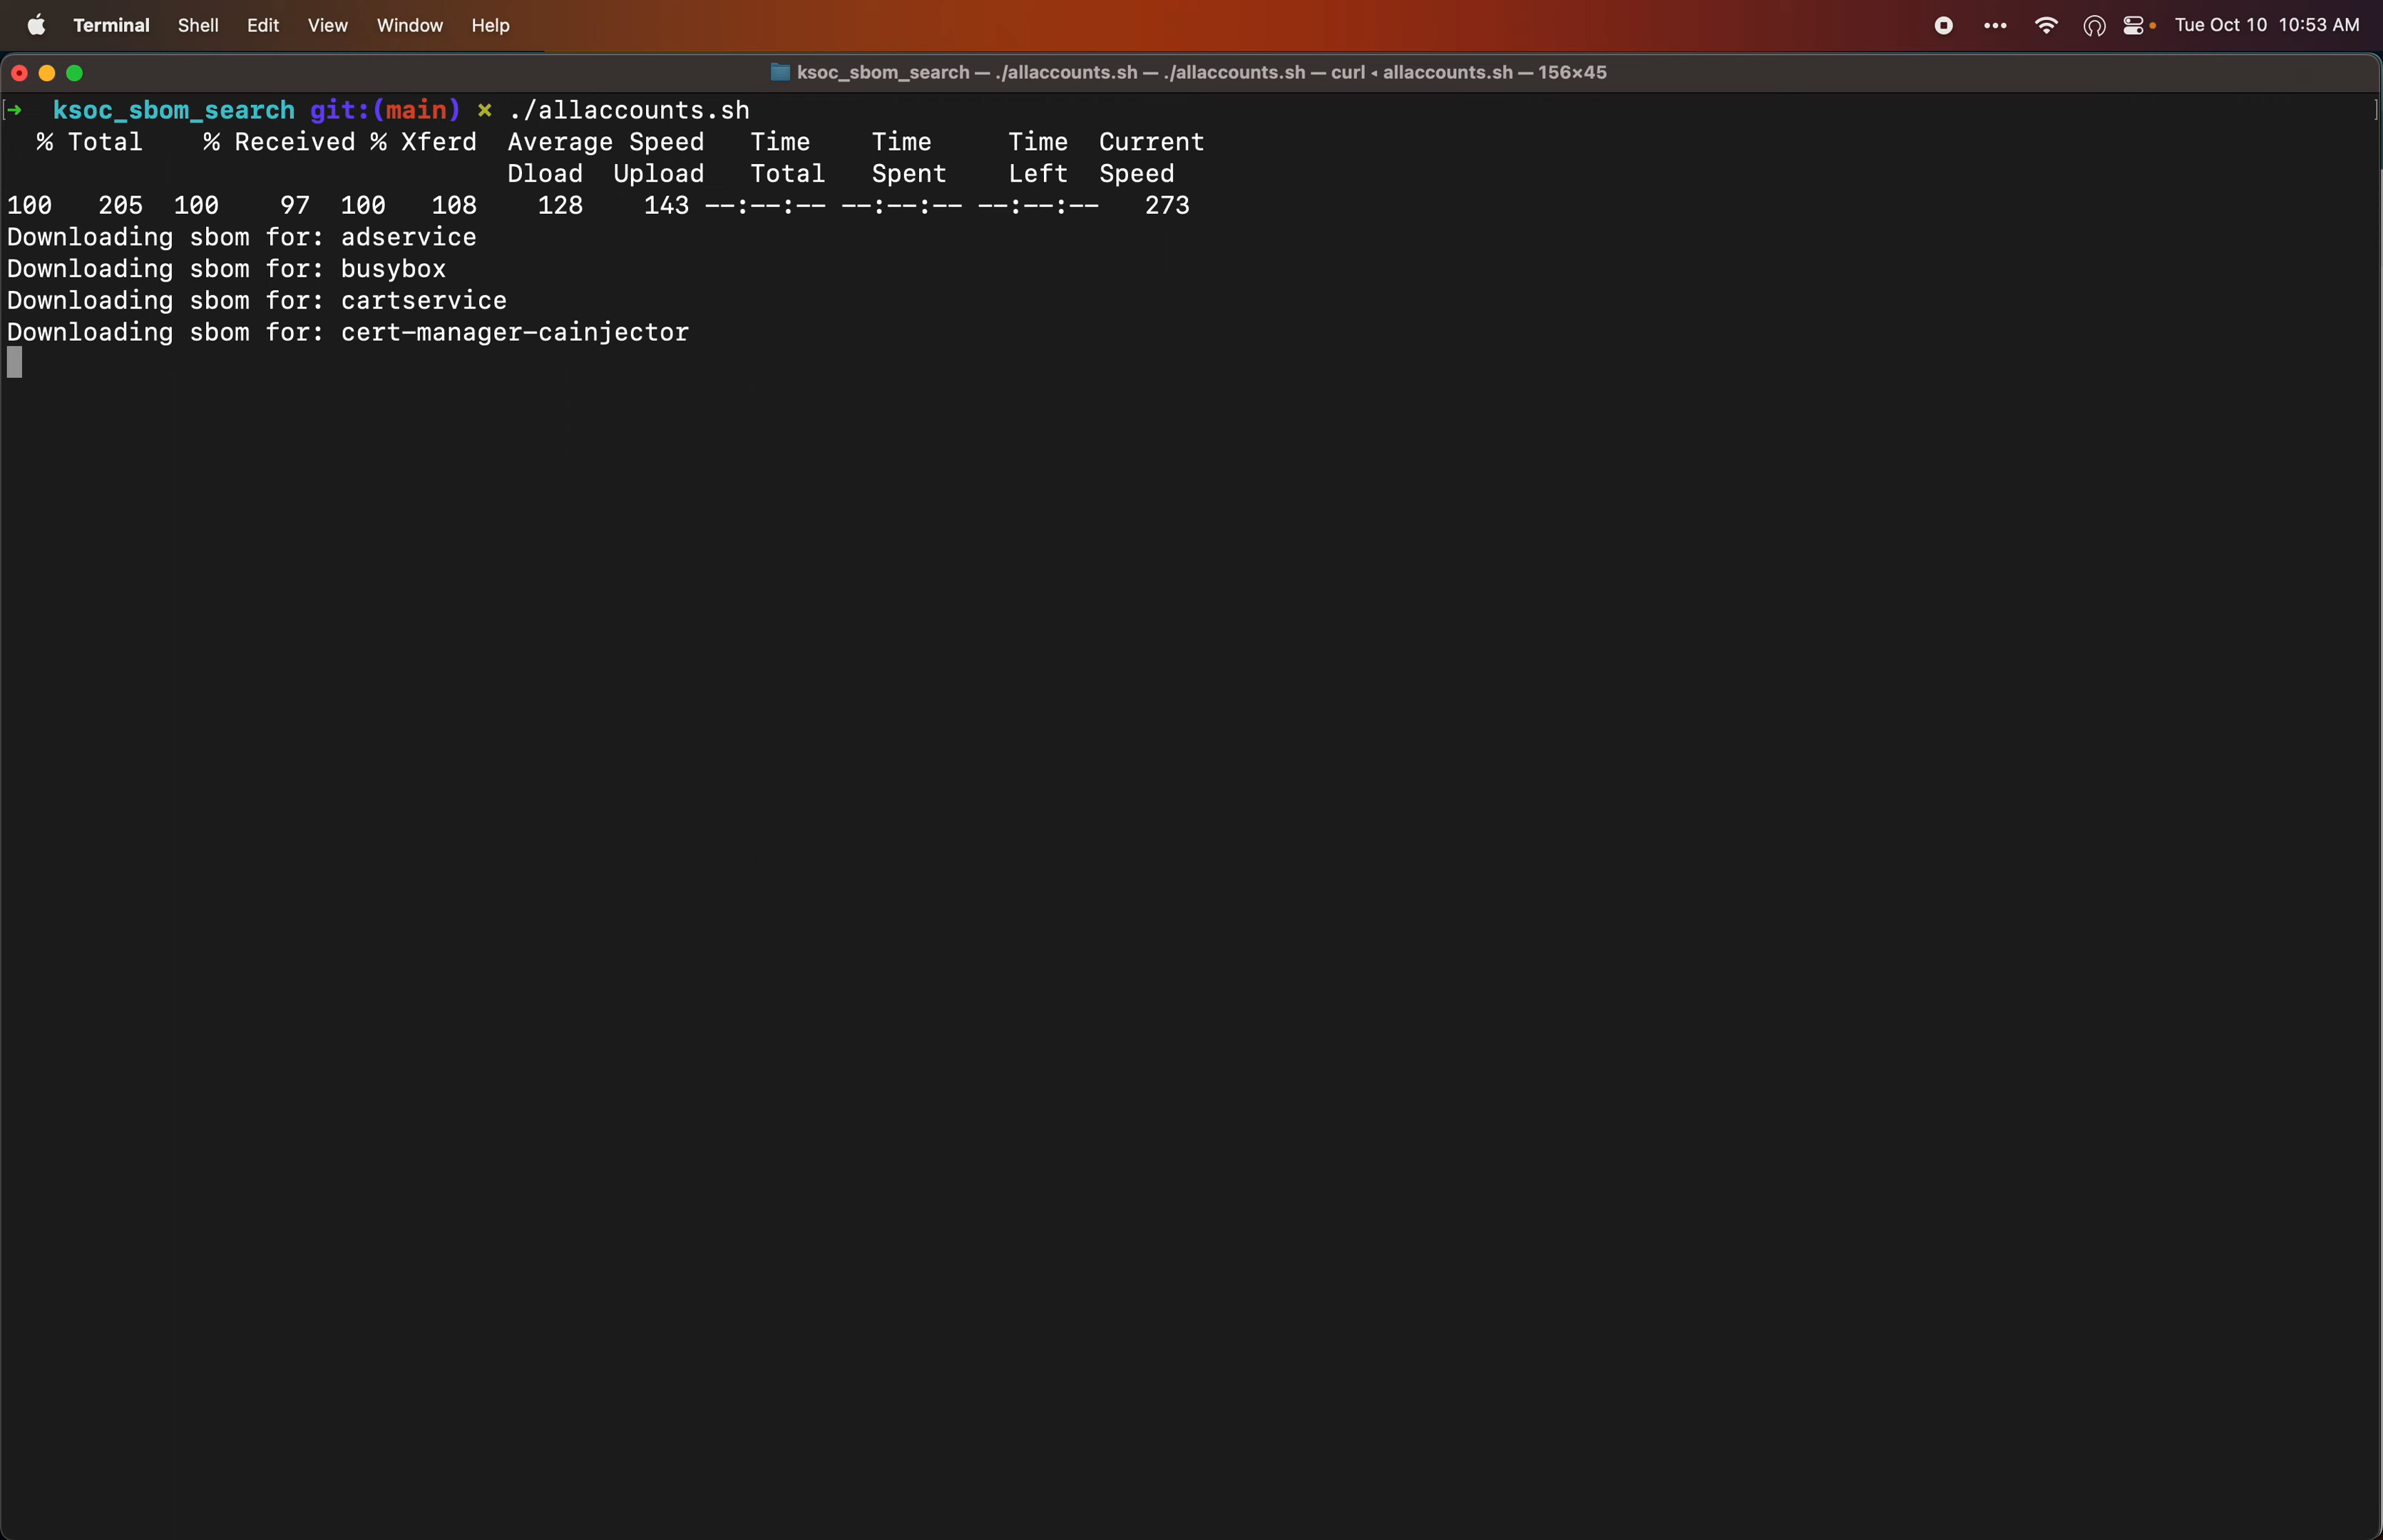 Terminal Shell Edit View Window Help ••• Tue Oct 10 10:53 AM
ksoc_sbom_search — ./allaccounts.sh — ./allaccounts.sh — curl ◂ allaccounts.sh — 156×45
[➜  ksoc_sbom_search git:(main) × ./allaccounts.sh ]
  % Total    % Received % Xferd  Average Speed   Time    Time     Time  Current
                                 Dload  Upload   Total   Spent    Left  Speed
100   205  100    97  100   108    128    143 --:--:-- --:--:-- --:--:--   273
Downloading sbom for: adservice
Downloading sbom for: busybox
Downloading sbom for: cartservice
Downloading sbom for: cert-manager-cainjector